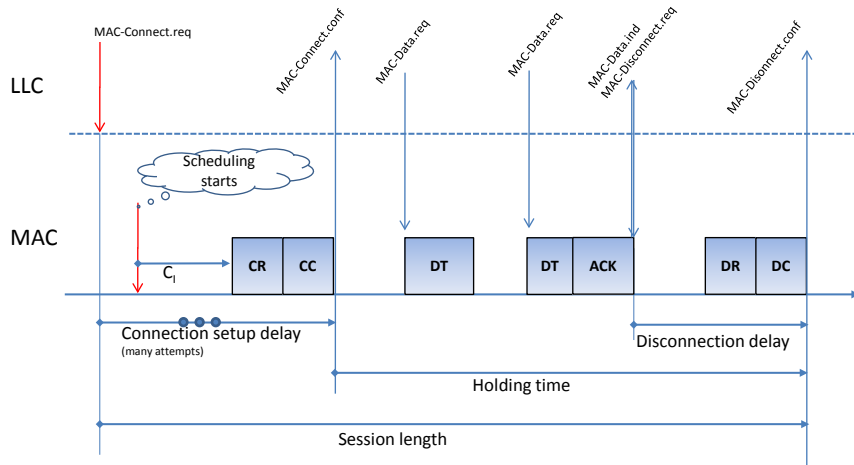 MAC-Connect.req
MAC-Connect.conf
MAC-Data.req
MAC-Data.req
MAC-Data.ind
MAC-Disconnect.req
MAC-Disonnect.conf
LLC
Scheduling
starts
MAC
CI
CR
CC
DT
DT
ACK
DR
DC
Connection setup delay
(many attempts)
Disconnection delay
Holding time
Session length